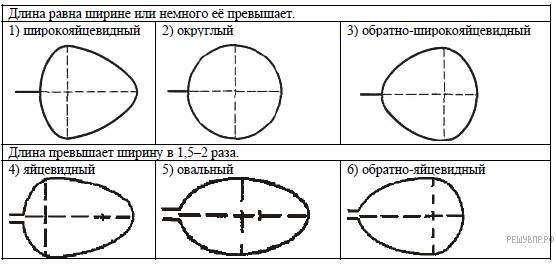 Длина равна ширине или немного её превышает.
1) широкояйцевидный 2) округлый 3) обратно-широкояйцевидный
Длина превышает ширину в 1,5–2 раза.
4) яйцевидный 5) овальный 6) обратно-яйцевидный
РЕШУВПР.РФ